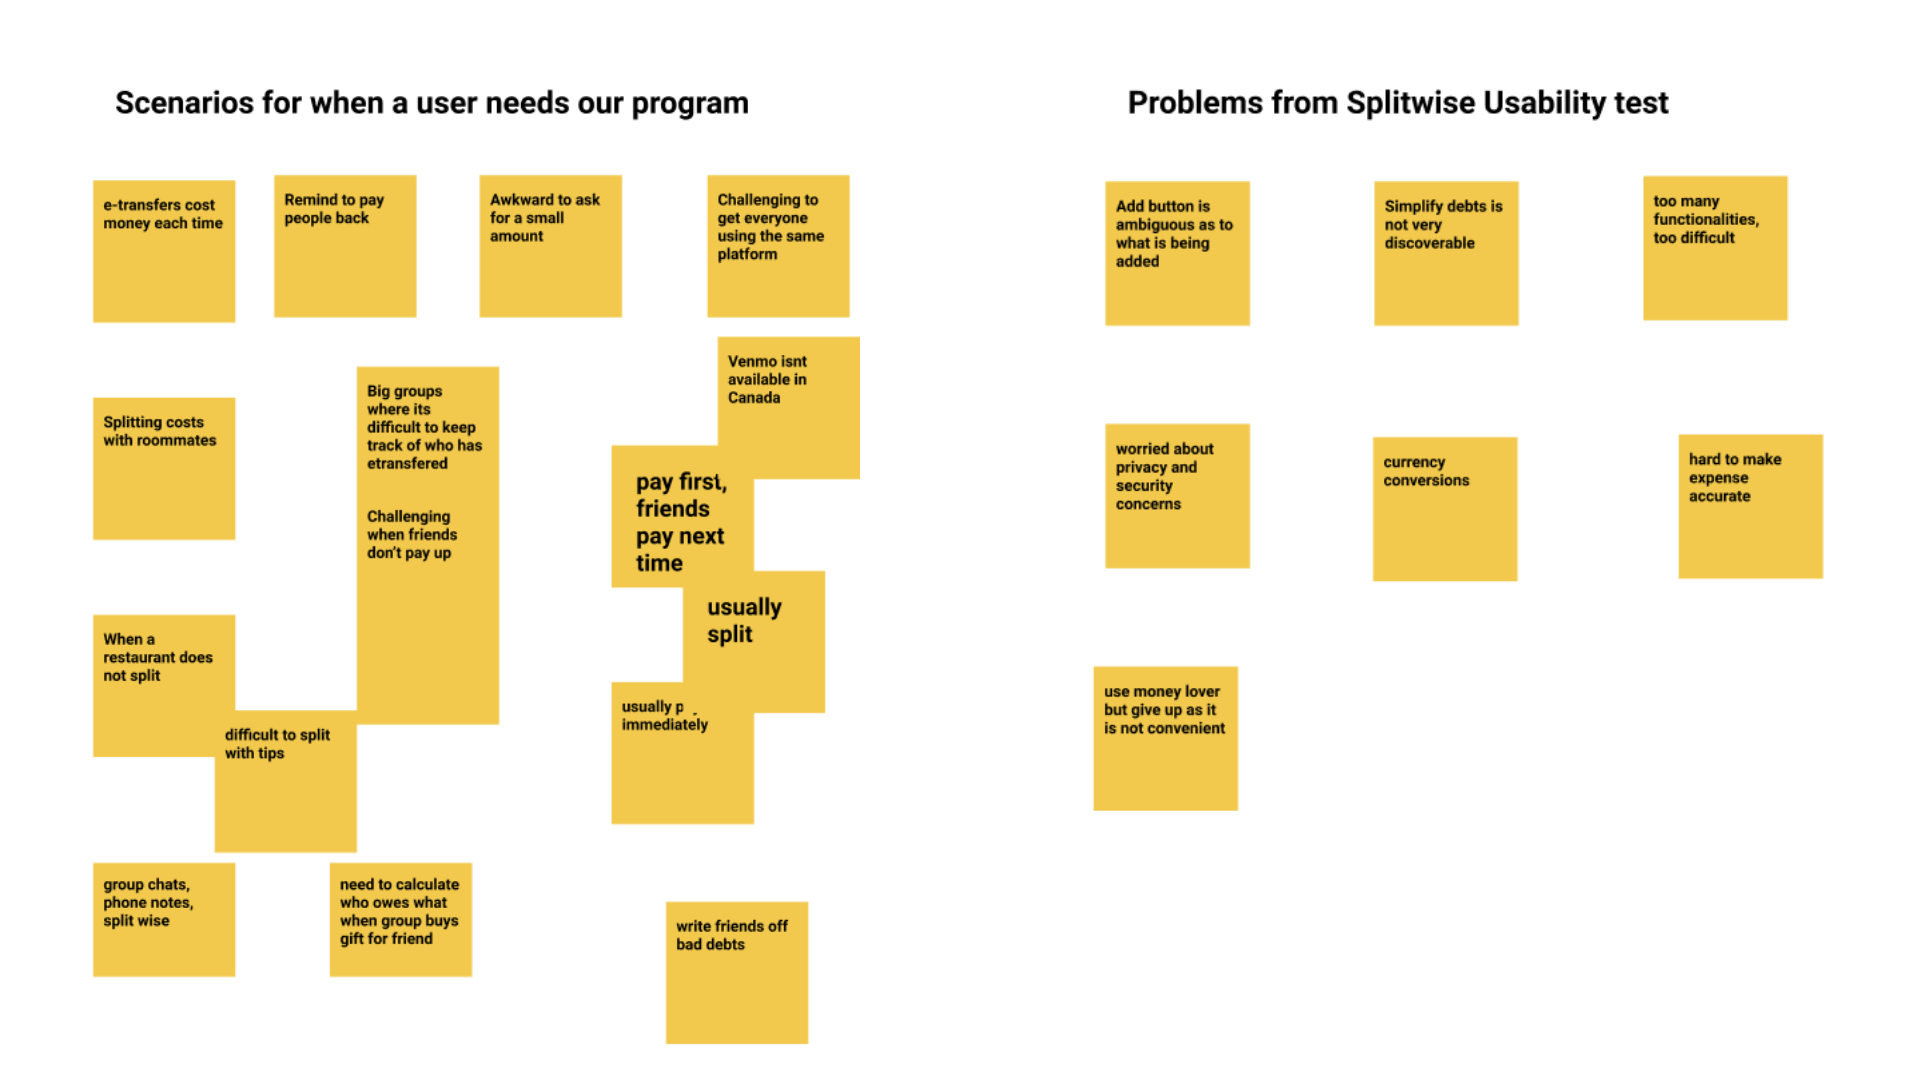 Scenarios for when a user needs our program
e-transfers cost
money each time
Remind to pay
people back
Awkward to ask
for a small
amount
Challenging to
get everyone
using the same
platform
Venmo isnt
available in
Canada
Splitting costs
with roommates
Big groups
where its
difficult to keep
track of who has
etransfered
Challenging
when friends
don't pay up
pay first,
friends
pay next
time
usually
split
When a
restaurant does
not split
difficult to split
with tips
usually
immediately
group chats,
phone notes,
split wise
need to calculate
who owes what
when group buys
gift for friend
write friends off
bad debts
Problems from Splitwise Usability test
Add button is
ambiguous as to
what is being
added
Simplify debts is
not very
discoverable
too many
functionalities,
too difficult
worried about
privacy and
security
concerns
currency
conversions
hard to make
expense
accurate
use money lover
but give up as it
is not convenient